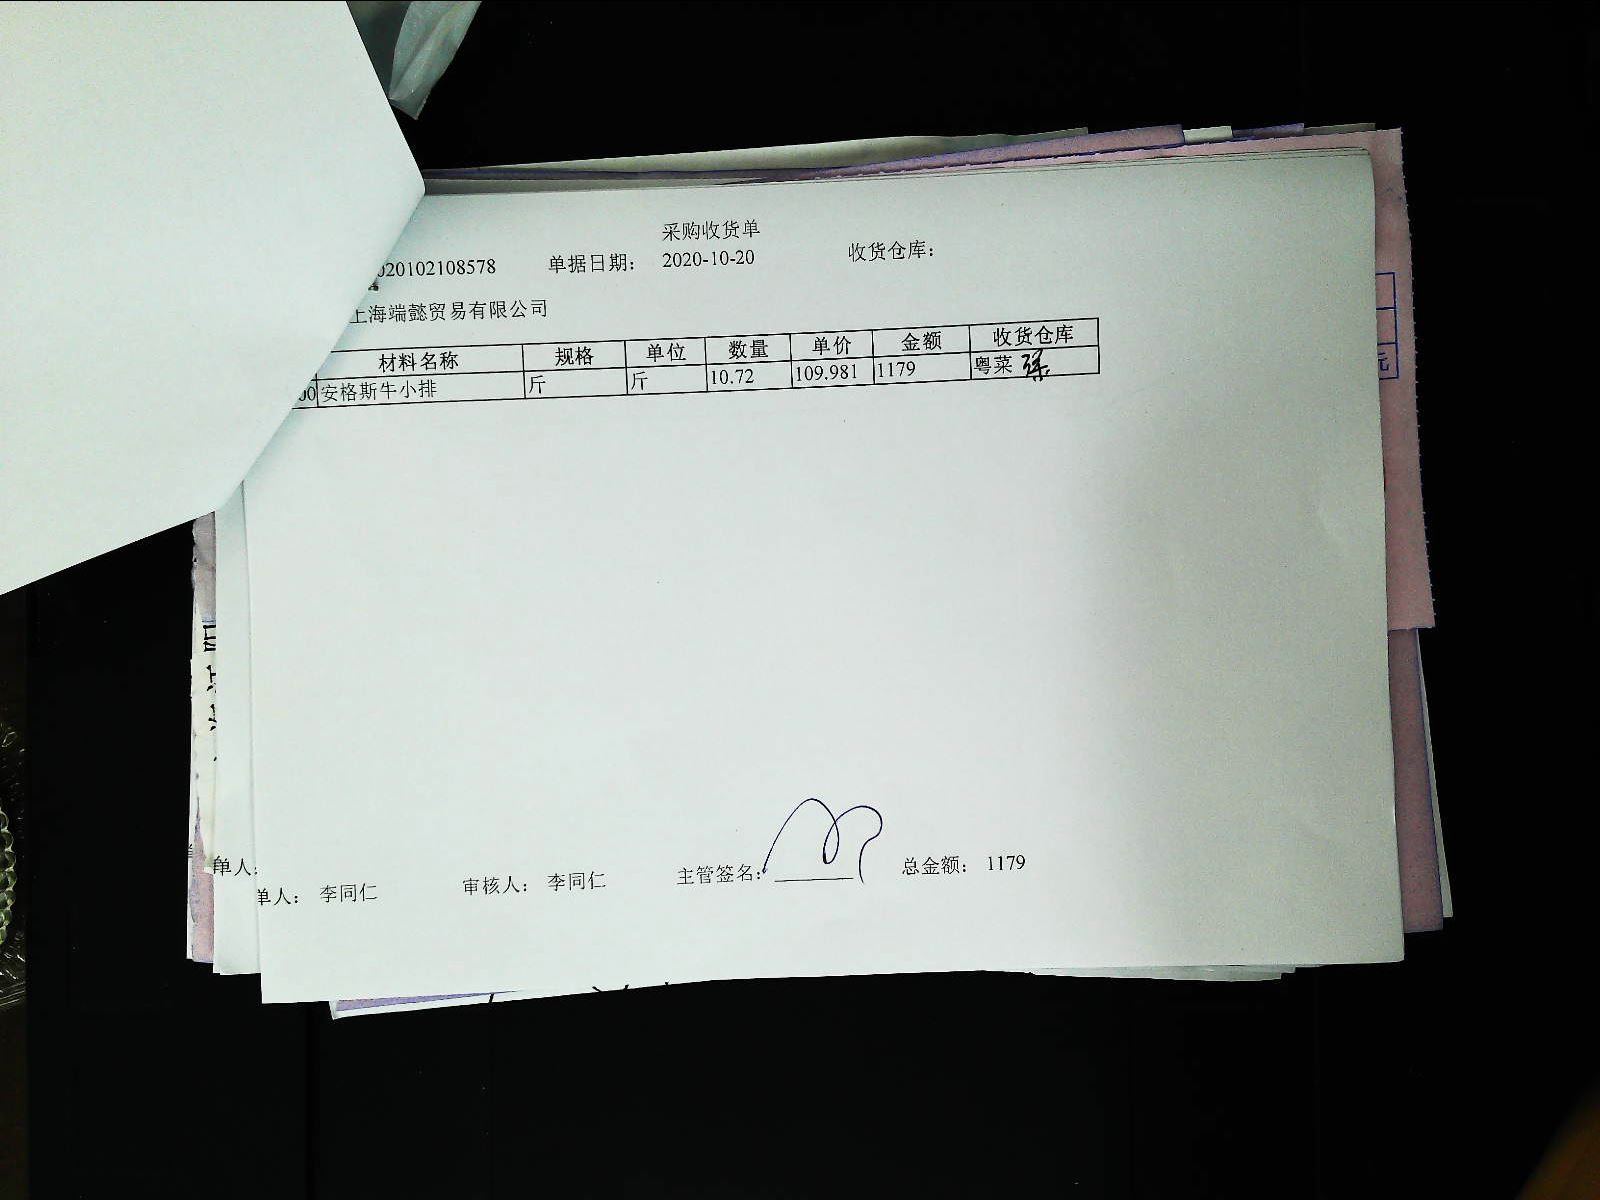 采购收货单
020102108578 单据日期： 2020-10-20 收货仓库：
上海端懿贸易有限公司
材料名称 规格 单位 数量 单价 金额 收货仓库
00 安格斯牛小排 斤 斤 10.72 109.981 1179 粤菜
元
单人：
单人： 李同仁 审核人： 李同仁 主管签名： 总金额： 1179